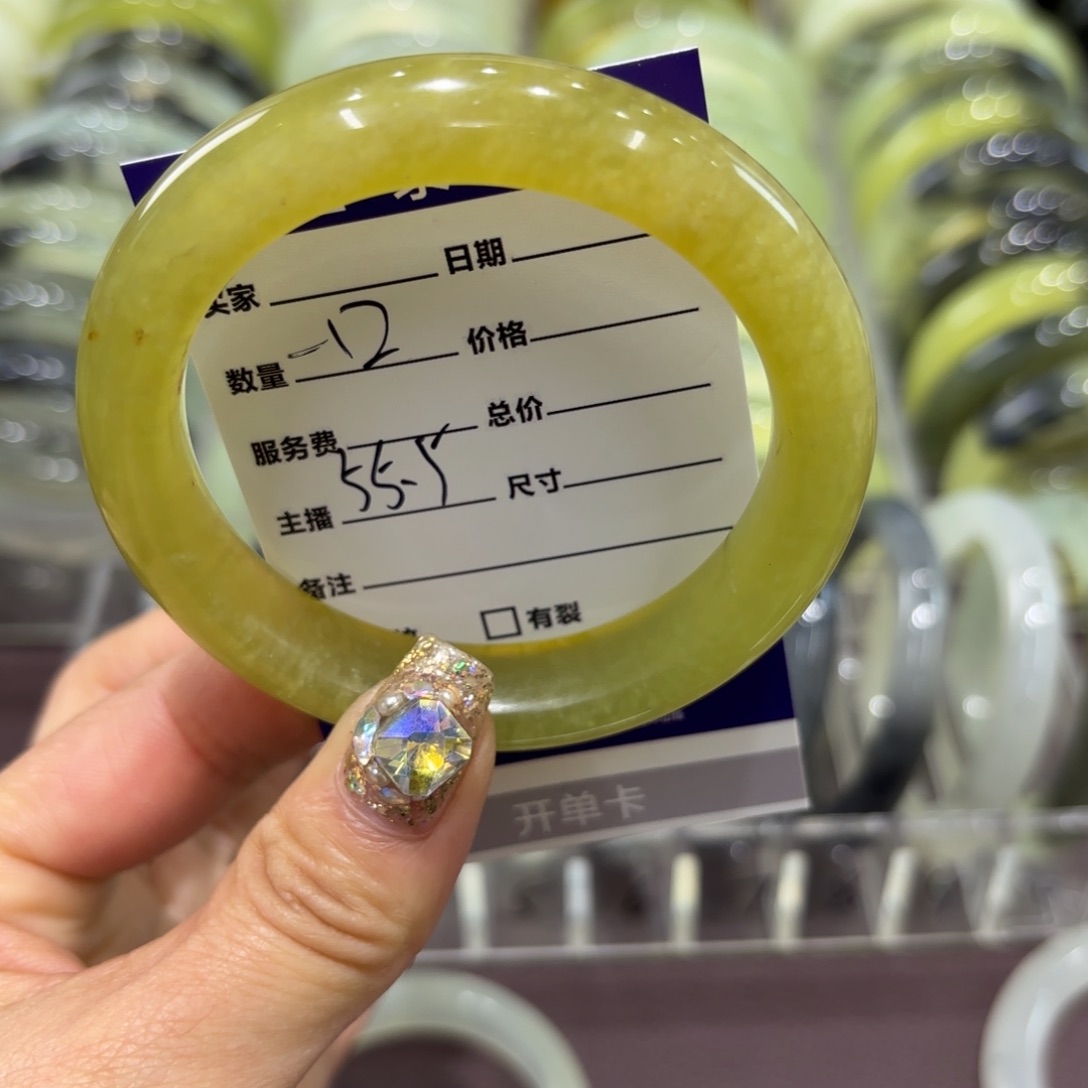 买家 日期
数量 -12 价格
服务费 总价
主播 55.5 尺寸
备注
有裂
开单卡